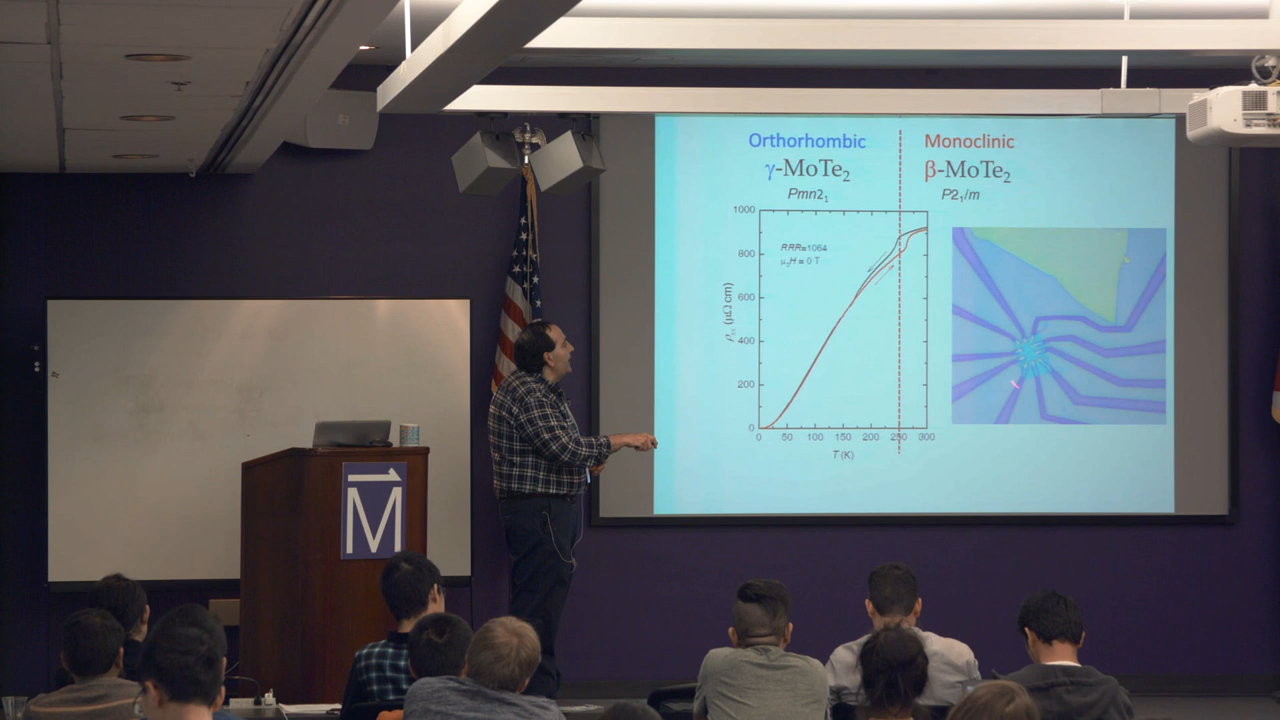 Orthorhombic
Monoclinic
γ-MoTe₂
β-MoTe₂
Pmn2₁
P2₁/m
1000
800
600
400
200
0
RRR=1064
μ₀H = 0 T
ρₓₓ (μΩ cm)
0 50 100 150 200 250 300
T (K)
M